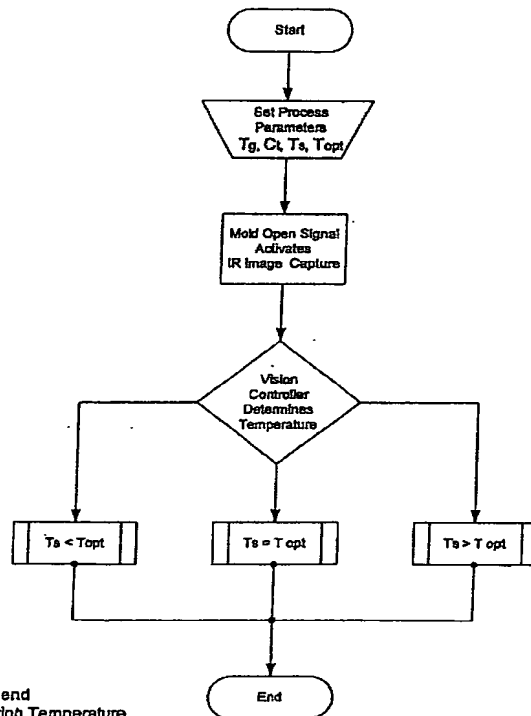 Start
Set Process
Parameters
Tg, Ct, Ts, Topt
Mold Open Signal
Activates
IR Image Capture
Vision
Controller
Determines
Temperature
Ts < Topt
Ts = T opt
Ts > T opt
End
end
Temperature